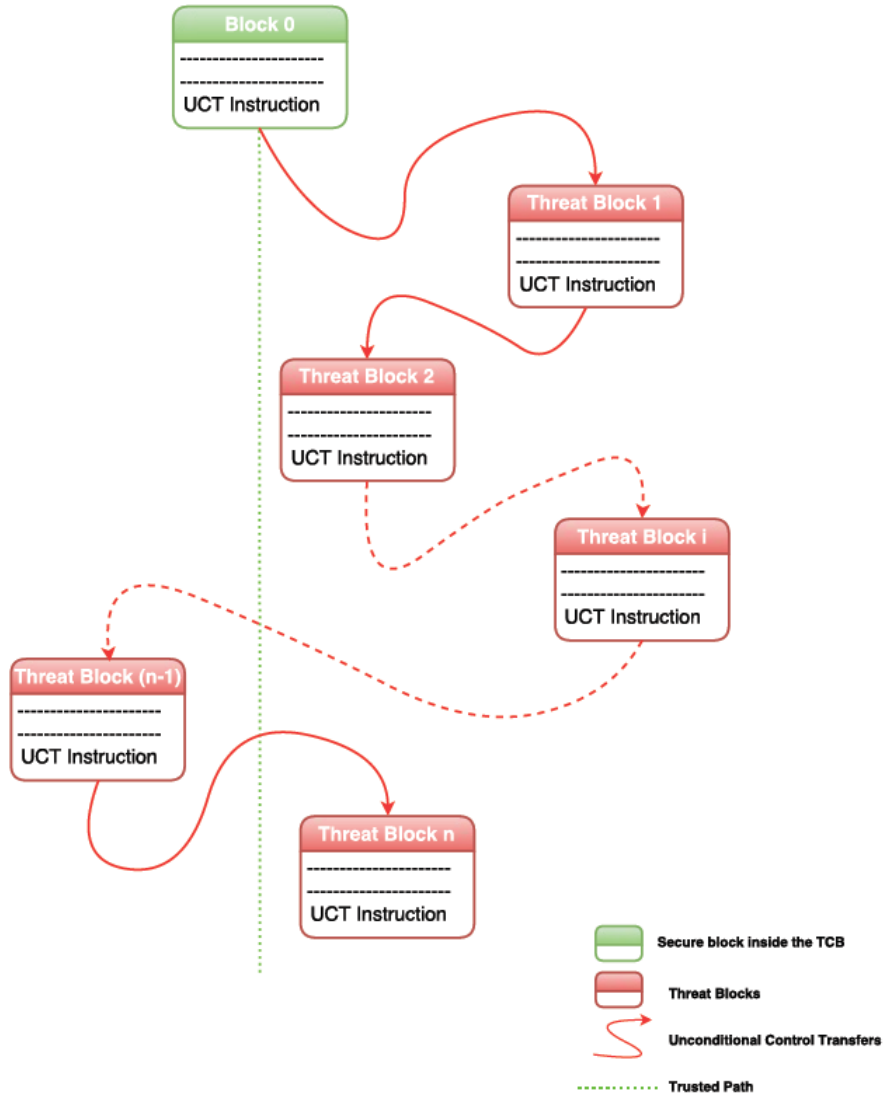 Block 0
-----------------------
-----------------------
UCT Instruction
Threat Block 1
-----------------------
-----------------------
UCT Instruction
Threat Block 2
-----------------------
-----------------------
UCT Instruction
Threat Block i
-----------------------
-----------------------
UCT Instruction
Threat Block (n-1)
-----------------------
-----------------------
UCT Instruction
Threat Block n
-----------------------
-----------------------
UCT Instruction
Secure block inside the TCB
Threat Blocks
Unconditional Control Transfers
Trusted Path